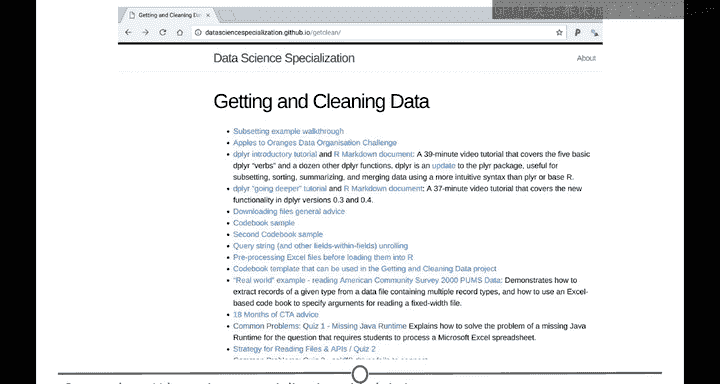 Getting and Cleaning Dat
datasciencespecialization.github.io/getclean/
Data Science Specialization
About
Getting and Cleaning Data
Subsetting example walkthrough
Apples to Oranges Data Organisation Challenge
dplyr introductory tutorial and R Markdown document: A 39-minute video tutorial that covers the five basic
dplyr "verbs" and a dozen other dplyr functions. dplyr is an update to the plyr package, useful for
subsetting, sorting, summarizing, and merging data using a more intuitive syntax than plyr or base R.
dplyr "going deeper" tutorial and R Markdown document: A 37-minute video tutorial that covers the new
functionality in dplyr versions 0.3 and 0.4.
Downloading files general advice
Codebook sample
Second Codebook sample
Query string (and other fields-within-fields) unrolling
Pre-processing Excel files before loading them into R
Codebook template that can be used in the Getting and Cleaning Data project
"Real world" example - reading American Community Survey 2000 PUMS Data: Demonstrates how to
extract records of a given type from a data file containing multiple record types, and how to use an Excel-
based code book to specify arguments for reading a fixed-width file.
18 Months of CTA advice
Common Problems: Quiz 1 - Missing Java Runtime Explains how to solve the problem of a missing Java
Runtime for the question that requires students to process a Microsoft Excel spreadsheet.
Strategy for Reading Files & APIs / Quiz 2